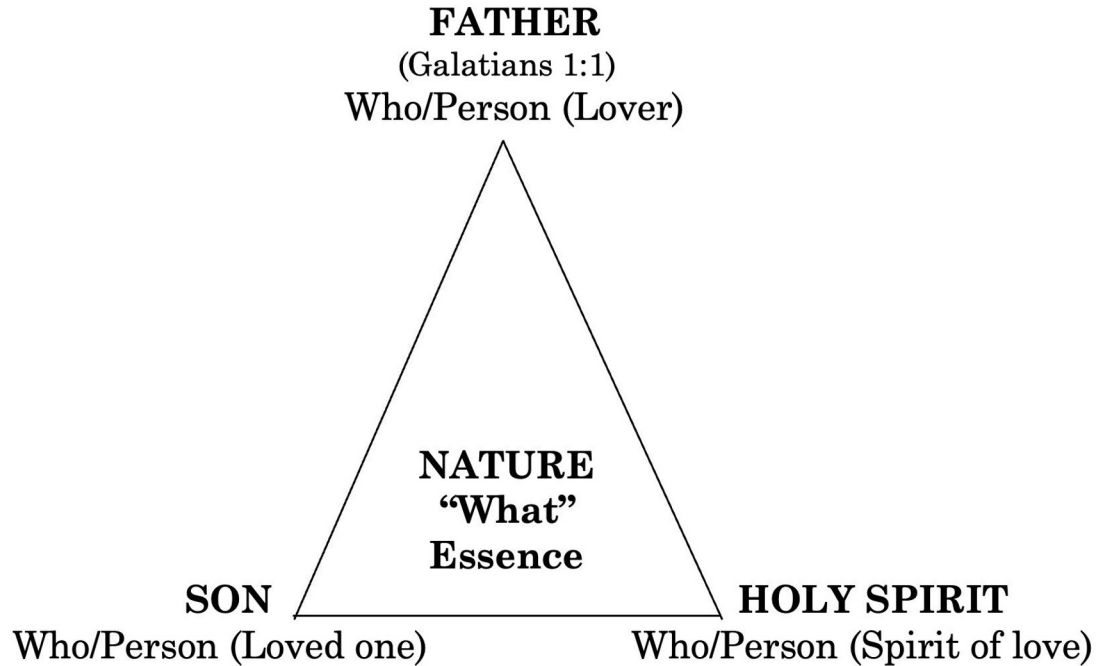 FATHER
(Galatians 1:1)
Who/Person (Lover)
NATURE
“What”
Essence
SON
Who/Person (Loved one)
HOLY SPIRIT
Who/Person (Spirit of love)